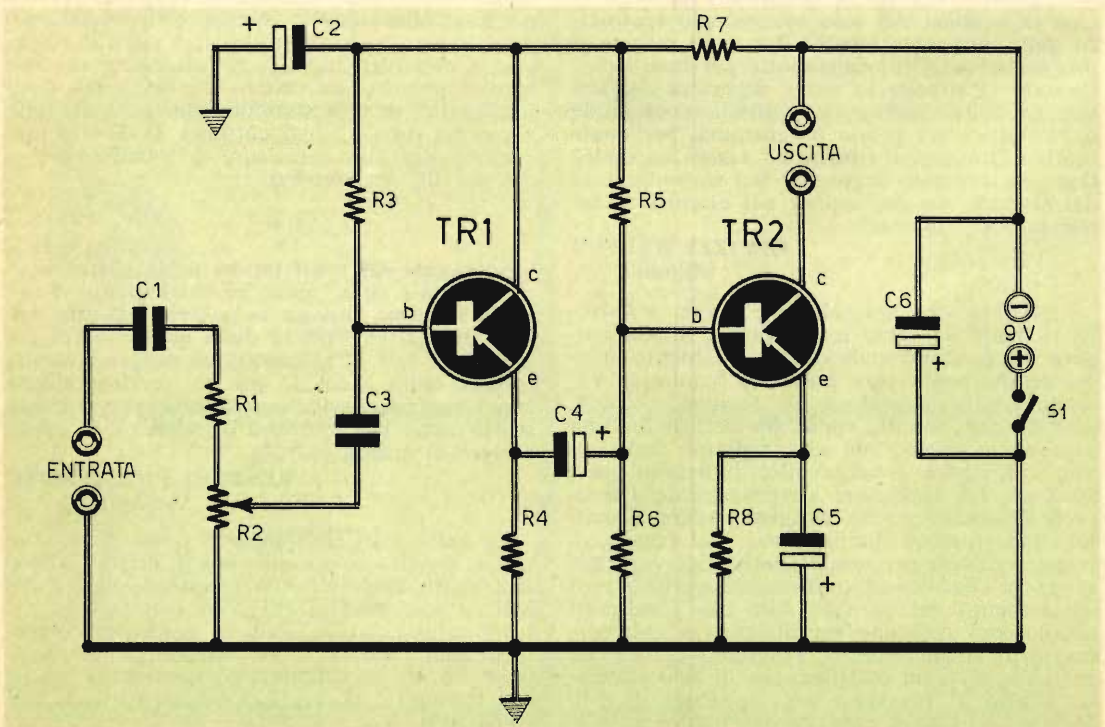 +
C2
R7
USCITA
R3
R5
TR1
TR2
c
c
C1
C6
b
b
−
9 V
+
+
e
e
S1
R1
C3
C4
+
ENTRATA
R2
R4
R6
R8
C5
+